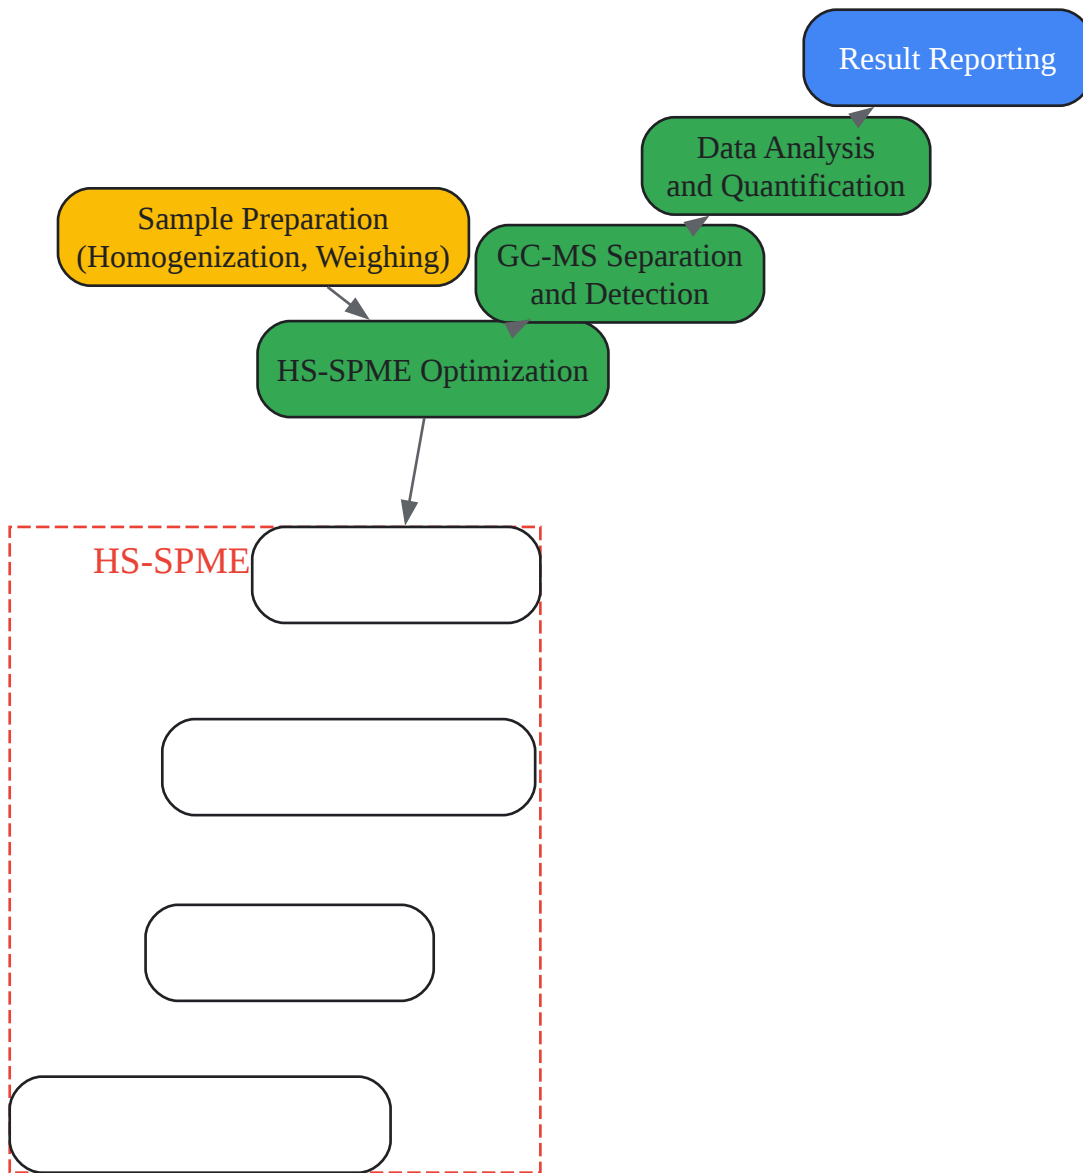 Result Reporting
Data Analysis
and Quantification
Sample Preparation
(Homogenization, Weighing)
GC-MS Separation
and Detection
HS-SPME Optimization
HS-SPME